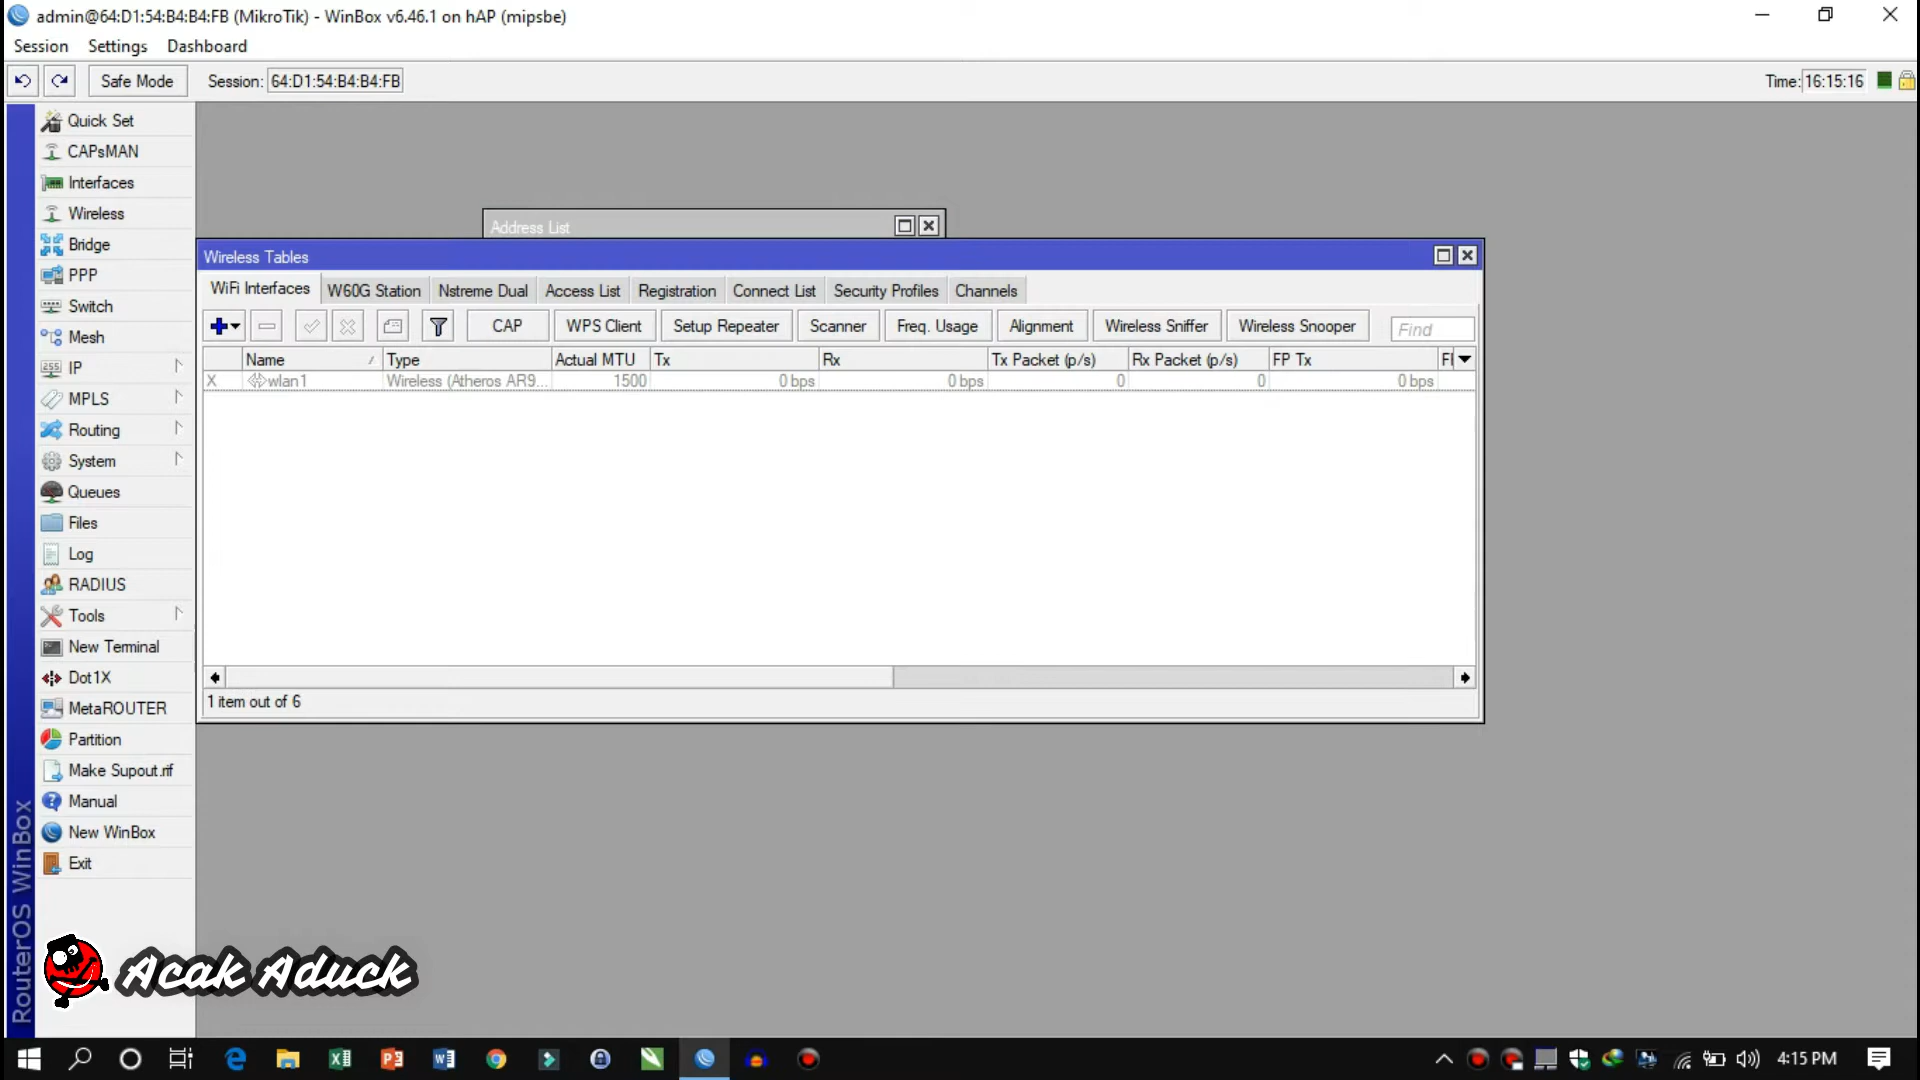 admin@64:D1:54:B4:B4:FB (MikroTik) - WinBox v6.46.1 on hAP (mipsbe)
Session Settings Dashboard
Safe Mode Session: 64:D1:54:B4:B4:FB Time: 16:15:16
Quick Set
CAPsMAN
Interfaces
Wireless
Bridge
PPP
Switch
Mesh
IP
MPLS
Routing
System
Queues
Files
Log
RADIUS
Tools
New Terminal
Dot1X
MetaROUTER
Partition
Make Supout.rif
Manual
New WinBox
Exit
RouterOS WinBox
Address List
Wireless Tables
WiFi Interfaces W60G Station Nstreme Dual Access List Registration Connect List Security Profiles Channels
CAP WPS Client Setup Repeater Scanner Freq. Usage Alignment Wireless Sniffer Wireless Snooper Find
Name Type Actual MTU Tx Rx Tx Packet (p/s) Rx Packet (p/s) FP Tx
X wlan1 Wireless (Atheros AR9... 1500 0 bps 0 bps 0 0 0 bps
1 item out of 6
Acak Aduck
4:15 PM